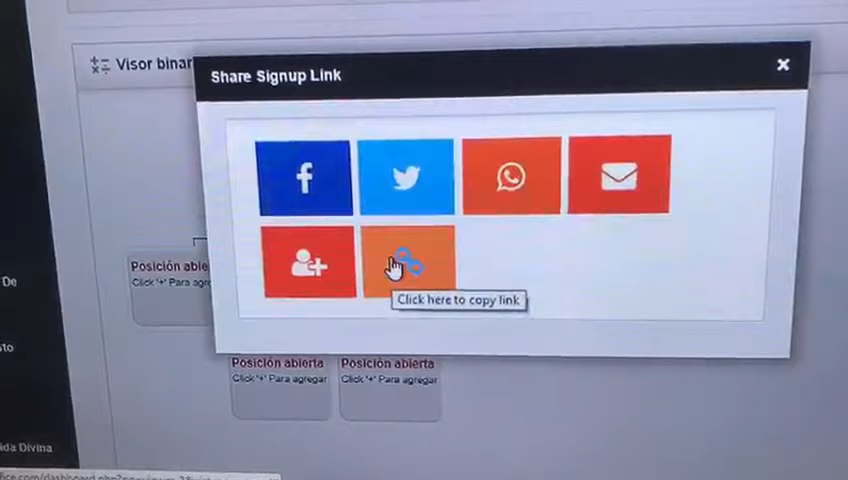 Visor binar
Share Signup Link
Click here to copy link
Posición abie
Click '+' Para agre
De
sto
Posición abierta
Click '+' Para agregar
Posición abierta
Click '+' Para agregar
ida Divina